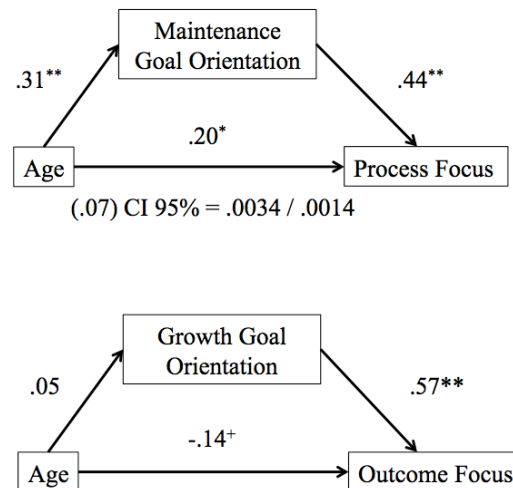 Maintenance
Goal Orientation
.31**
.44**
.20*
Age
Process Focus
(.07) CI 95% = .0034 / .0014
Growth Goal
Orientation
.05
.57**
-.14+
Age
Outcome Focus